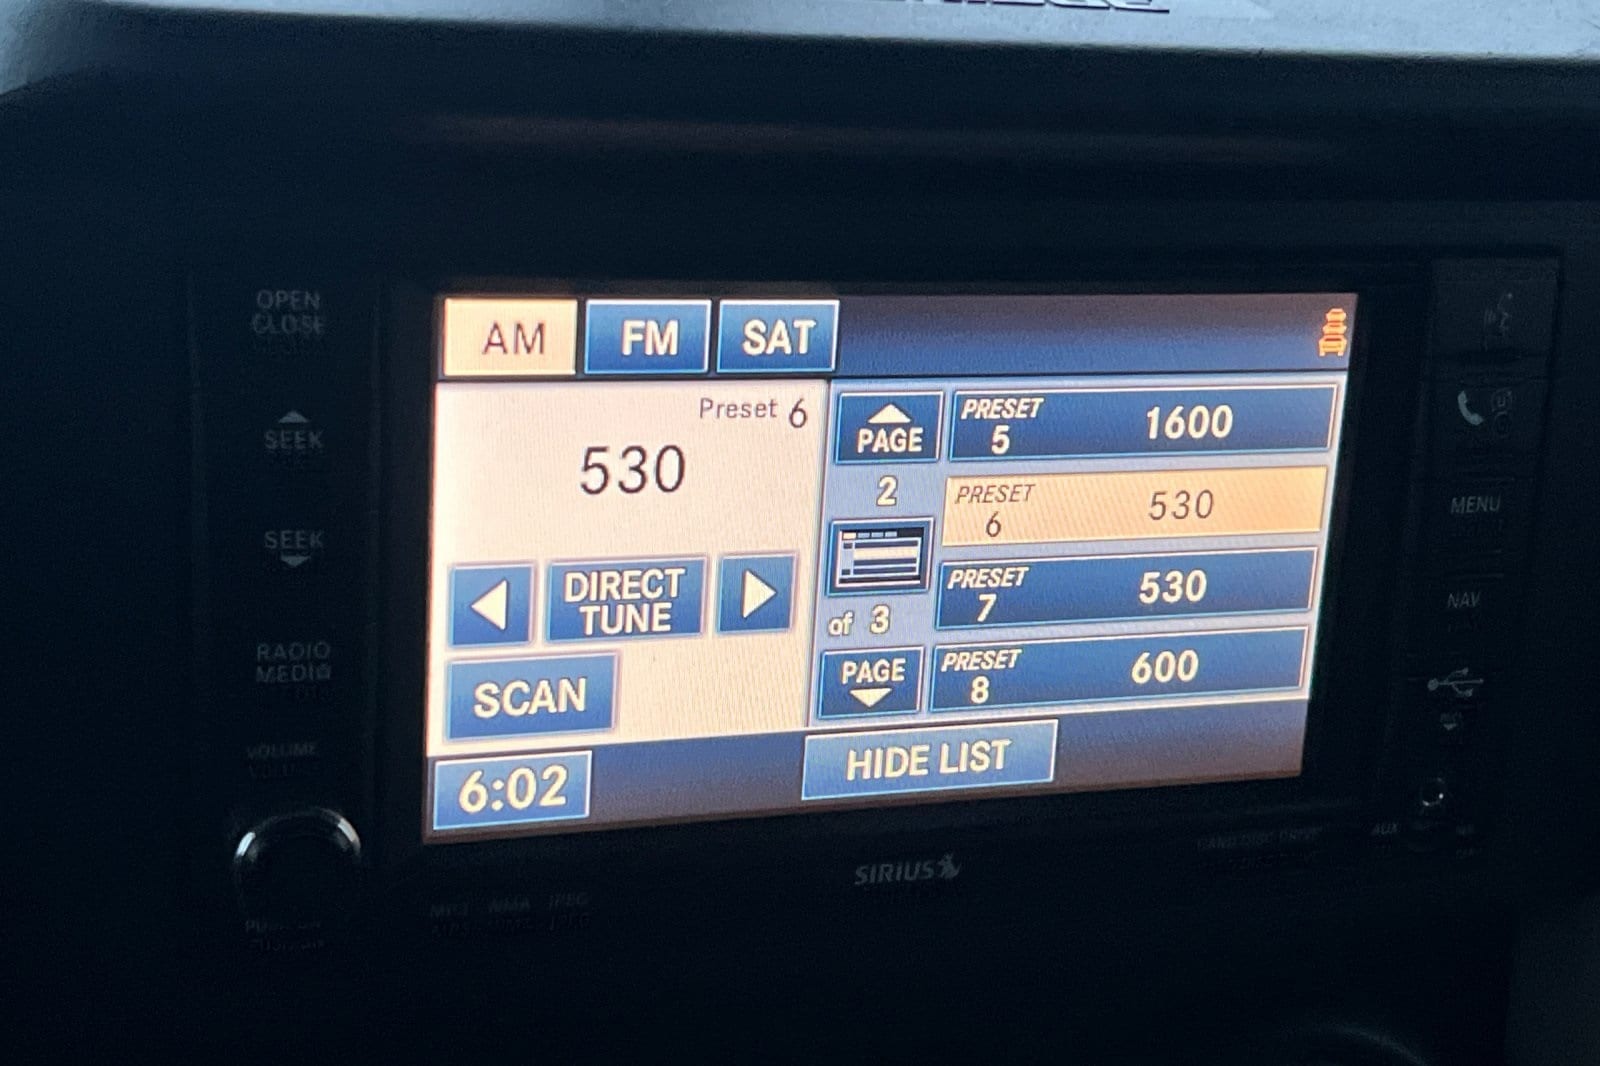 OPEN
CLOSE
SEEK
SEEK
RADIO
MEDIA
VOLUME
AM FM SAT
Preset 6
530
DIRECT
TUNE
SCAN
6:02
PAGE
2
of 3
PAGE
PRESET
5 1600
PRESET
6 530
PRESET
7 530
PRESET
8 600
HIDE LIST
MENU
NAV
SIRIUS
AUX